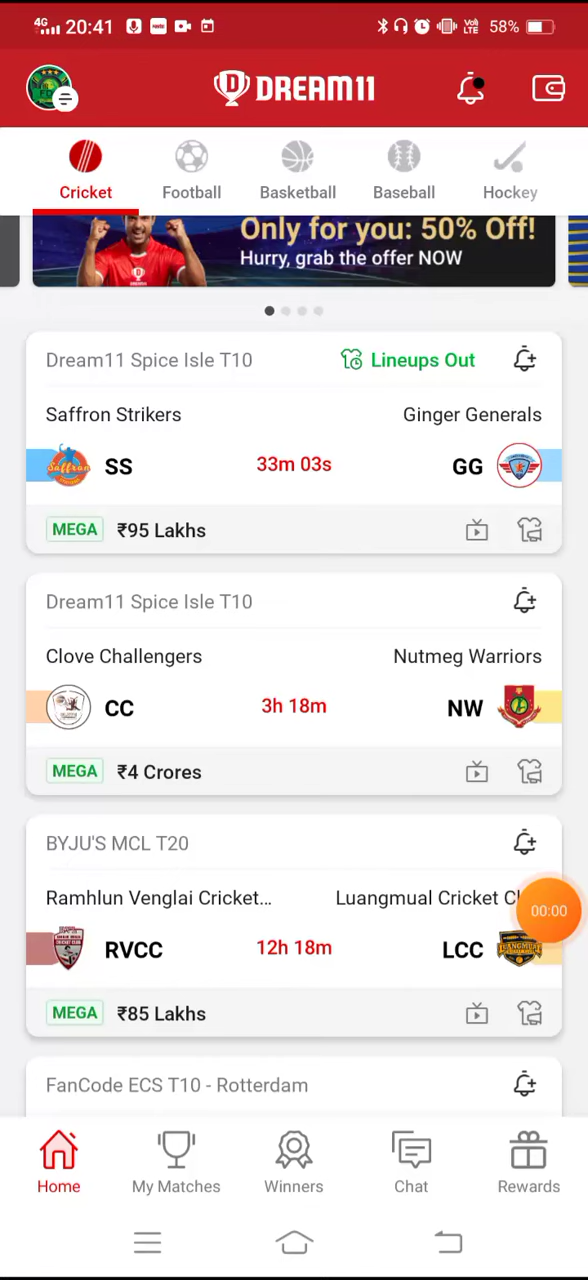 4G 20:41 VoI) LTE 58%
DREAM11
Cricket Football Basketball Baseball Hockey
Only for you: 50% Off!
Hurry, grab the offer NOW
Dream11 Spice Isle T10 Lineups Out
Saffron Strikers Ginger Generals
SS 33m 03s GG
MEGA ₹95 Lakhs
Dream11 Spice Isle T10
Clove Challengers Nutmeg Warriors
CC 3h 18m NW
MEGA ₹4 Crores
BYJU'S MCL T20
Ramhlun Venglai Cricket... Luangmual Cricket C
00:00
RVCC 12h 18m LCC
MEGA ₹85 Lakhs
FanCode ECS T10 - Rotterdam
Home My Matches Winners Chat Rewards